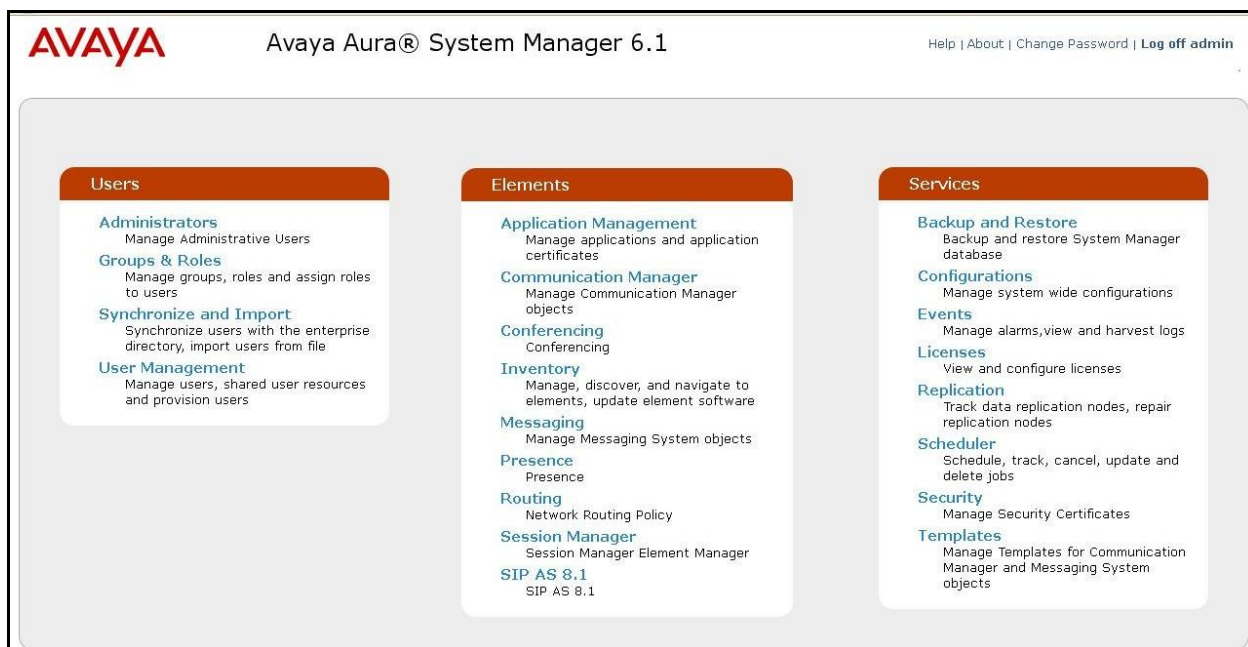 AVAYA
Avaya Aura® System Manager 6.1
Help | About | Change Password | Log off admin
Users
Administrators
Manage Administrative Users
Groups & Roles
Manage groups, roles and assign roles
to users
Synchronize and Import
Synchronize users with the enterprise
directory, import users from file
User Management
Manage users, shared user resources
and provision users
Elements
Application Management
Manage applications and application
certificates
Communication Manager
Manage Communication Manager
objects
Conferencing
Conferencing
Inventory
Manage, discover, and navigate to
elements, update element software
Messaging
Manage Messaging System objects
Presence
Presence
Routing
Network Routing Policy
Session Manager
Session Manager Element Manager
SIP AS 8.1
SIP AS 8.1
Services
Backup and Restore
Backup and restore System Manager
database
Configurations
Manage system wide configurations
Events
Manage alarms,view and harvest logs
Licenses
View and configure licenses
Replication
Track data replication nodes, repair
replication nodes
Scheduler
Schedule, track, cancel, update and
delete jobs
Security
Manage Security Certificates
Templates
Manage Templates for Communication
Manager and Messaging System
objects